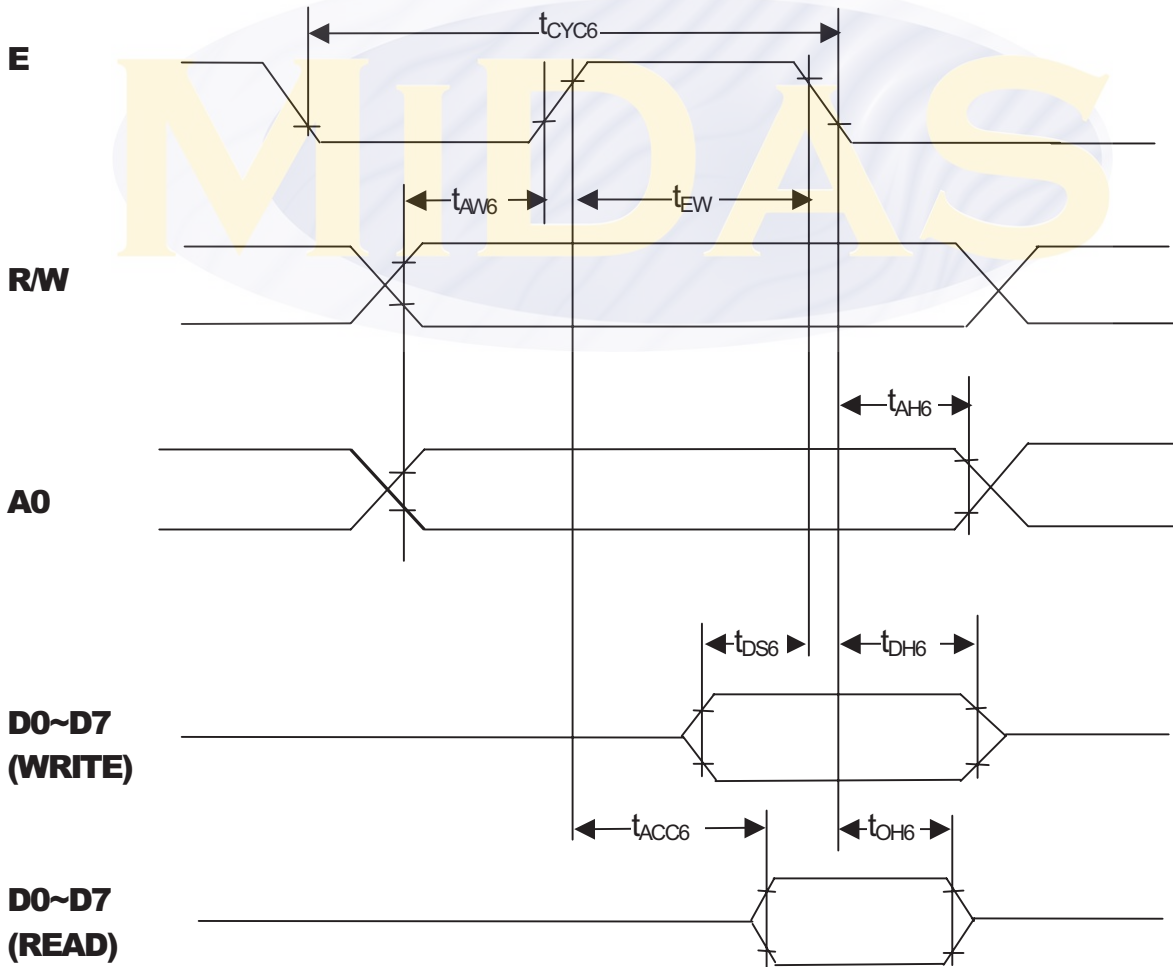 tCYC6
E
MIDAS
tAW6
tEW
R/W
tAH6
A0
tDS6
tDH6
D0~D7
(WRITE)
tACC6
tOH6
D0~D7
(READ)